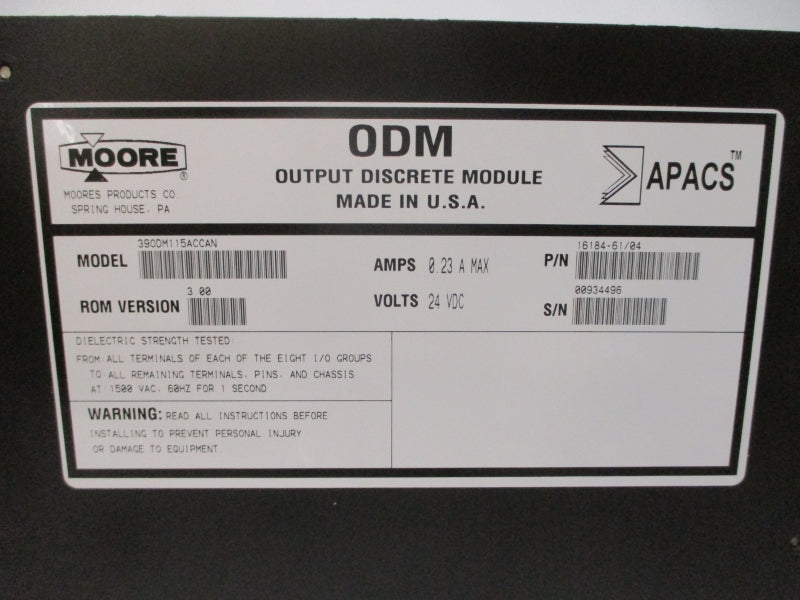 MOORE ®
MOORES PRODUCTS CO.
SPRING HOUSE, PA
ODM
OUTPUT DISCRETE MODULE
MADE IN U.S.A.
APACS™
MODEL 39ODM115ACCAN
ROM VERSION 3.00
AMPS 0.23 A MAX
VOLTS 24 VDC
P/N 16184-61/04
S/N 00934496
DIELECTRIC STRENGTH TESTED:
FROM ALL TERMINALS OF EACH OF THE EIGHT I/O GROUPS
TO ALL REMAINING TERMINALS, PINS, AND CHASSIS
AT 1500 VAC, 60HZ FOR 1 SECOND
WARNING: READ ALL INSTRUCTIONS BEFORE
INSTALLING TO PREVENT PERSONAL INJURY
OR DAMAGE TO EQUIPMENT.